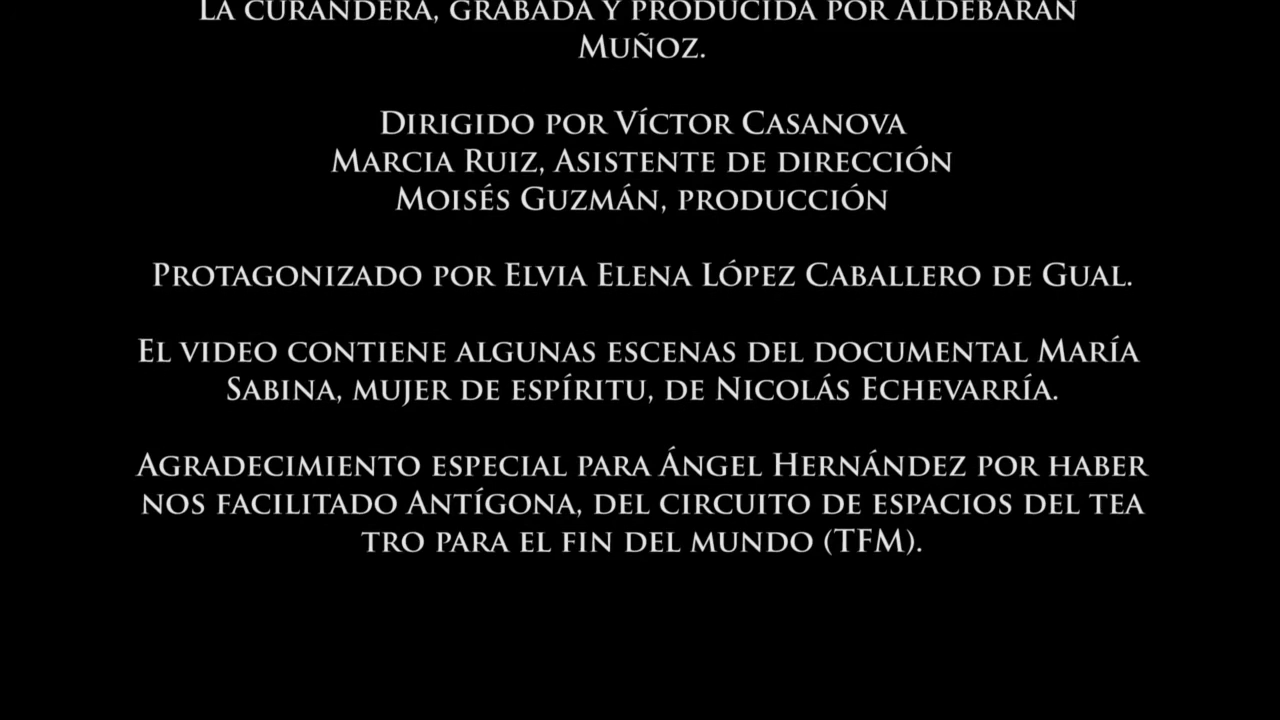 La curandera, grabada y producida por Aldebarán
Muñoz.
Dirigido por Víctor Casanova
Marcia Ruiz, Asistente de dirección
Moisés Guzmán, producción
Protagonizado por Elvia Elena López Caballero de Gual.
El video contiene algunas escenas del documental María
Sabina, mujer de espíritu, de Nicolás Echevarría.
Agradecimiento especial para Ángel Hernández por haber
nos facilitado Antígona, del circuito de espacios del tea
tro para el fin del mundo (TFM).